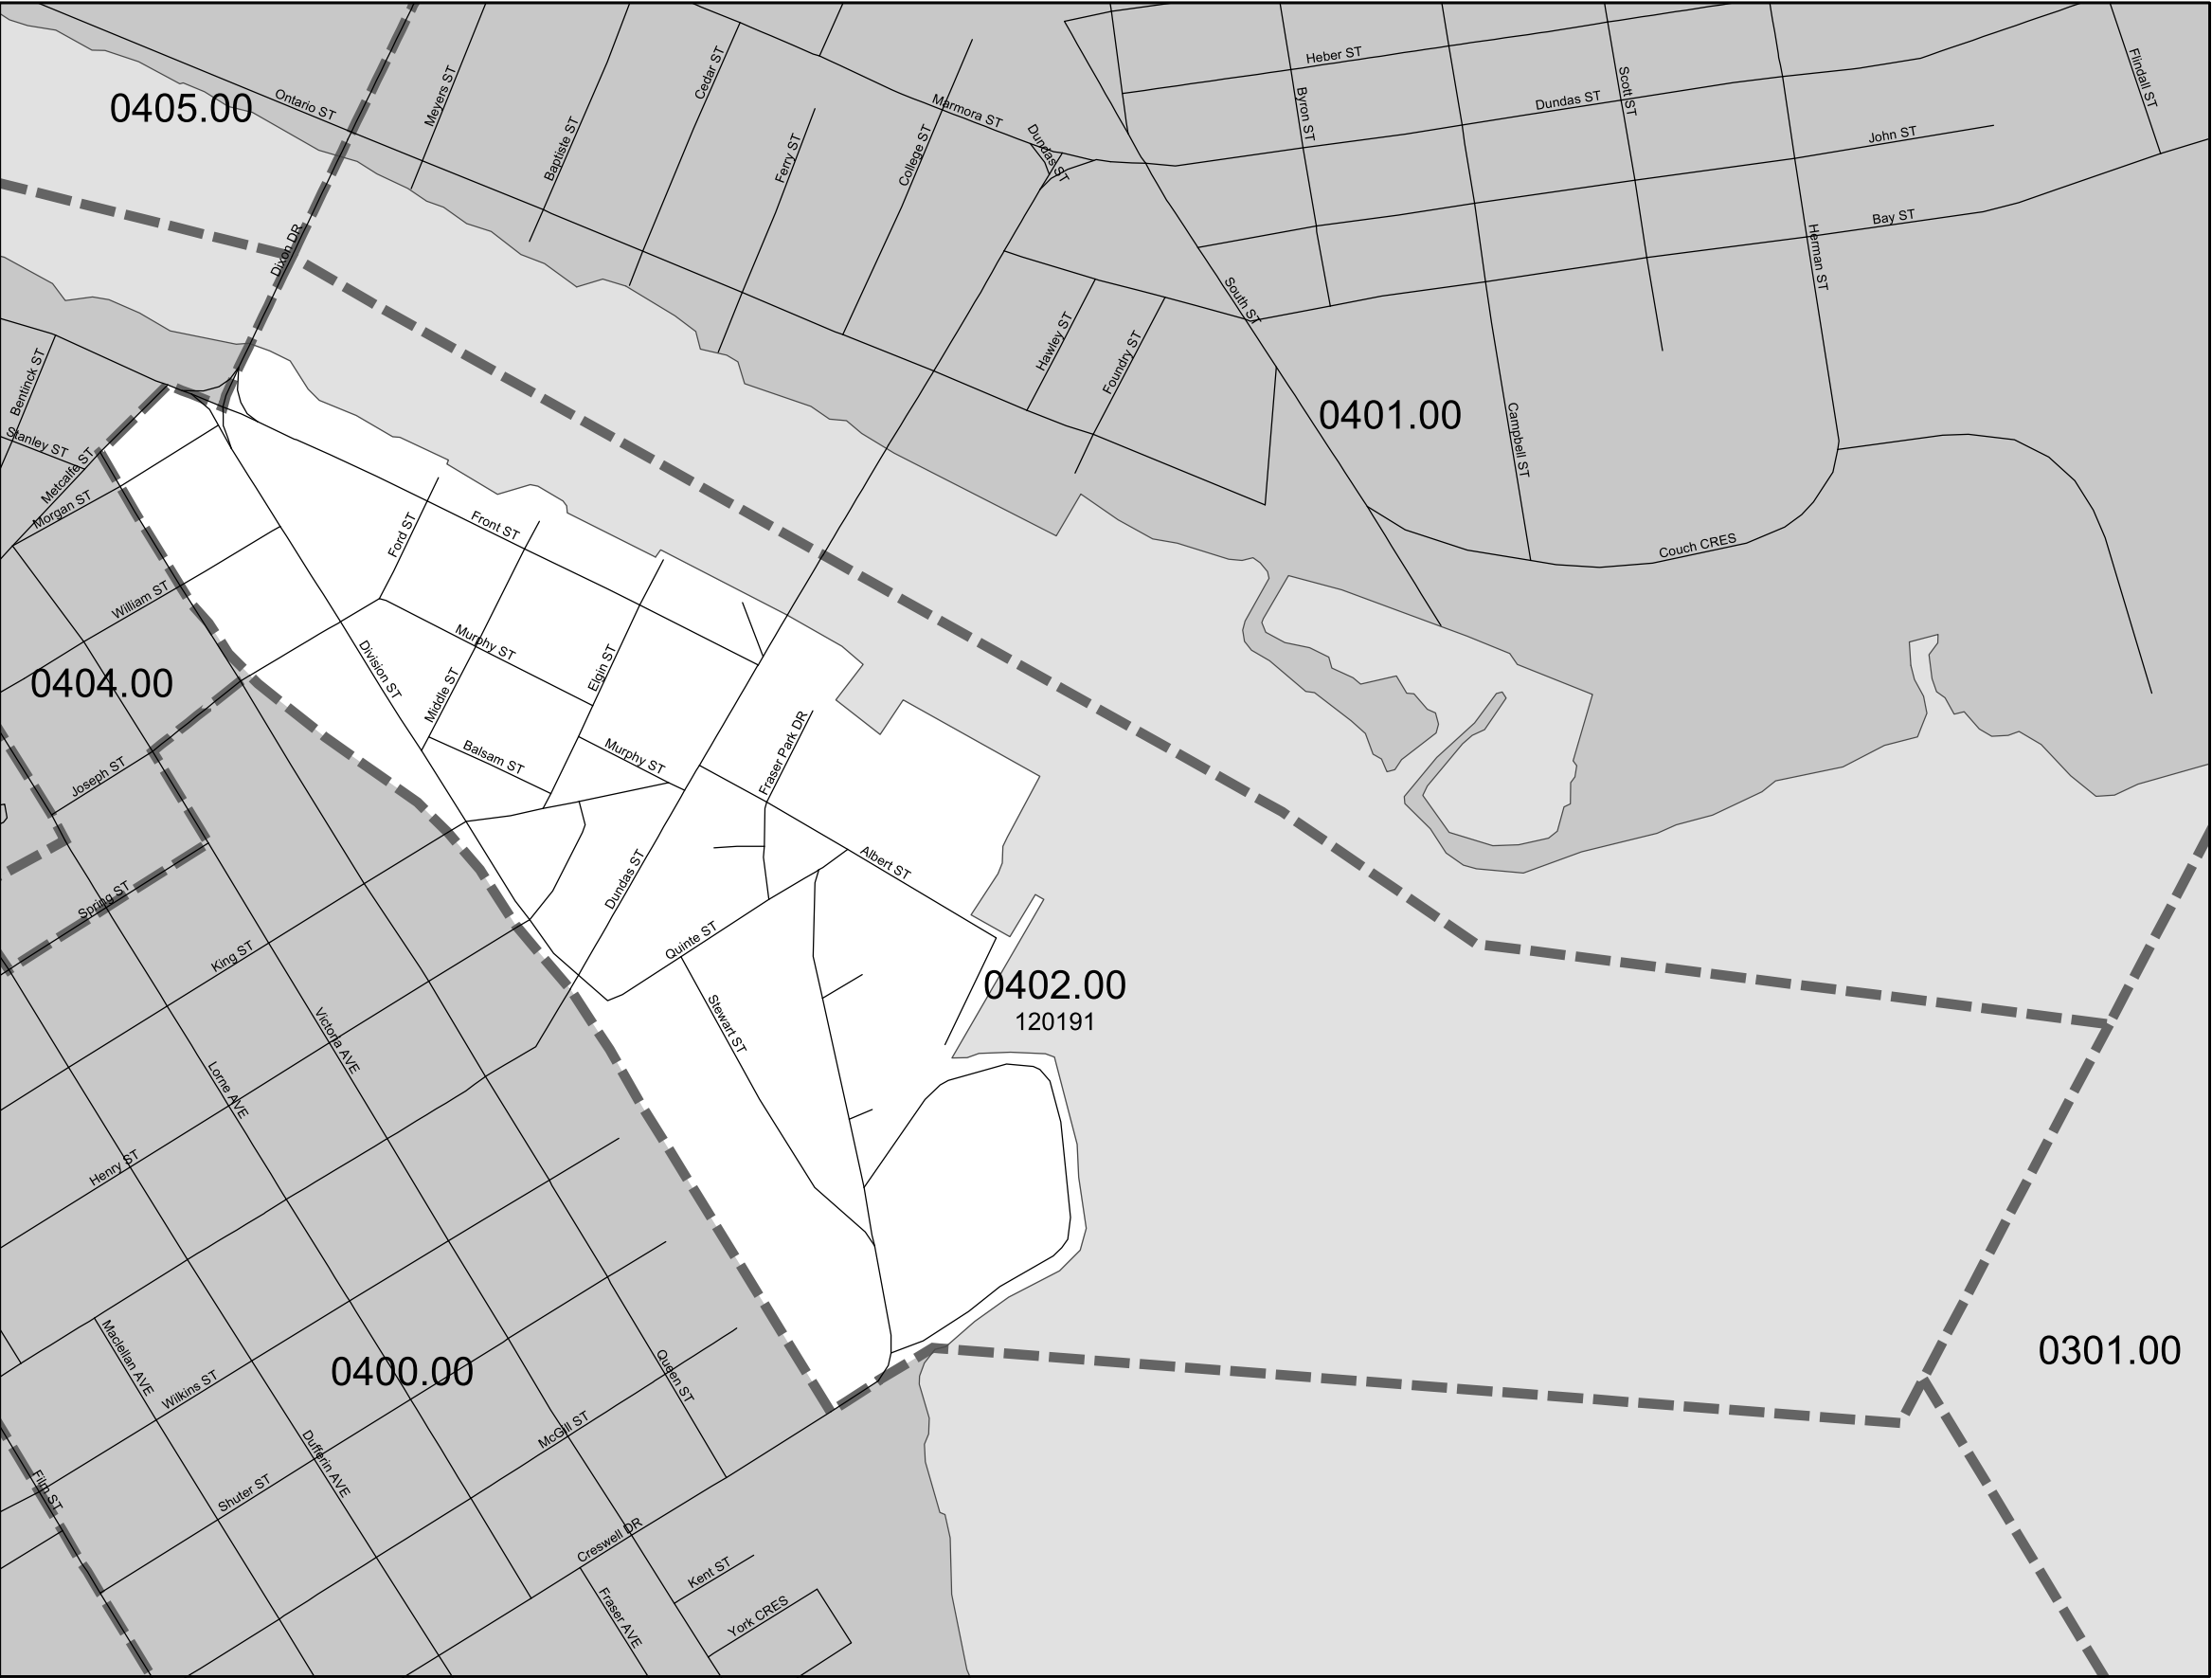 0405.00
Ontario ST
Meyers ST
Baptiste ST
Cedar ST
Ferry ST
College ST
Marmora ST
Dundas ST
Heber ST
Byron ST
Scott ST
Dundas ST
John ST
Flindall ST
Bay ST
Herman ST
South ST
Hawley ST
Foundry ST
0401.00
Campbell ST
Couch CRES
Dixon DR
Bentinck ST
Stanley ST
Metcalfe ST
Morgan ST
William ST
0404.00
Joseph ST
Spring ST
Ford ST
Front ST
Murphy ST
Division ST
Middle ST
Elgin ST
Balsam ST
Murphy ST
Fraser Park DR
Albert ST
Dundas ST
Quinte ST
Stewart ST
0402.00
120191
King ST
Victoria AVE
Lorne AVE
Henry ST
0301.00
Maclellan AVE
Wilkins ST
0400.00
Queen ST
McGill ST
Dufferin AVE
Shuter ST
Film ST
Creswell DR
Kent ST
York CRES
Fraser AVE